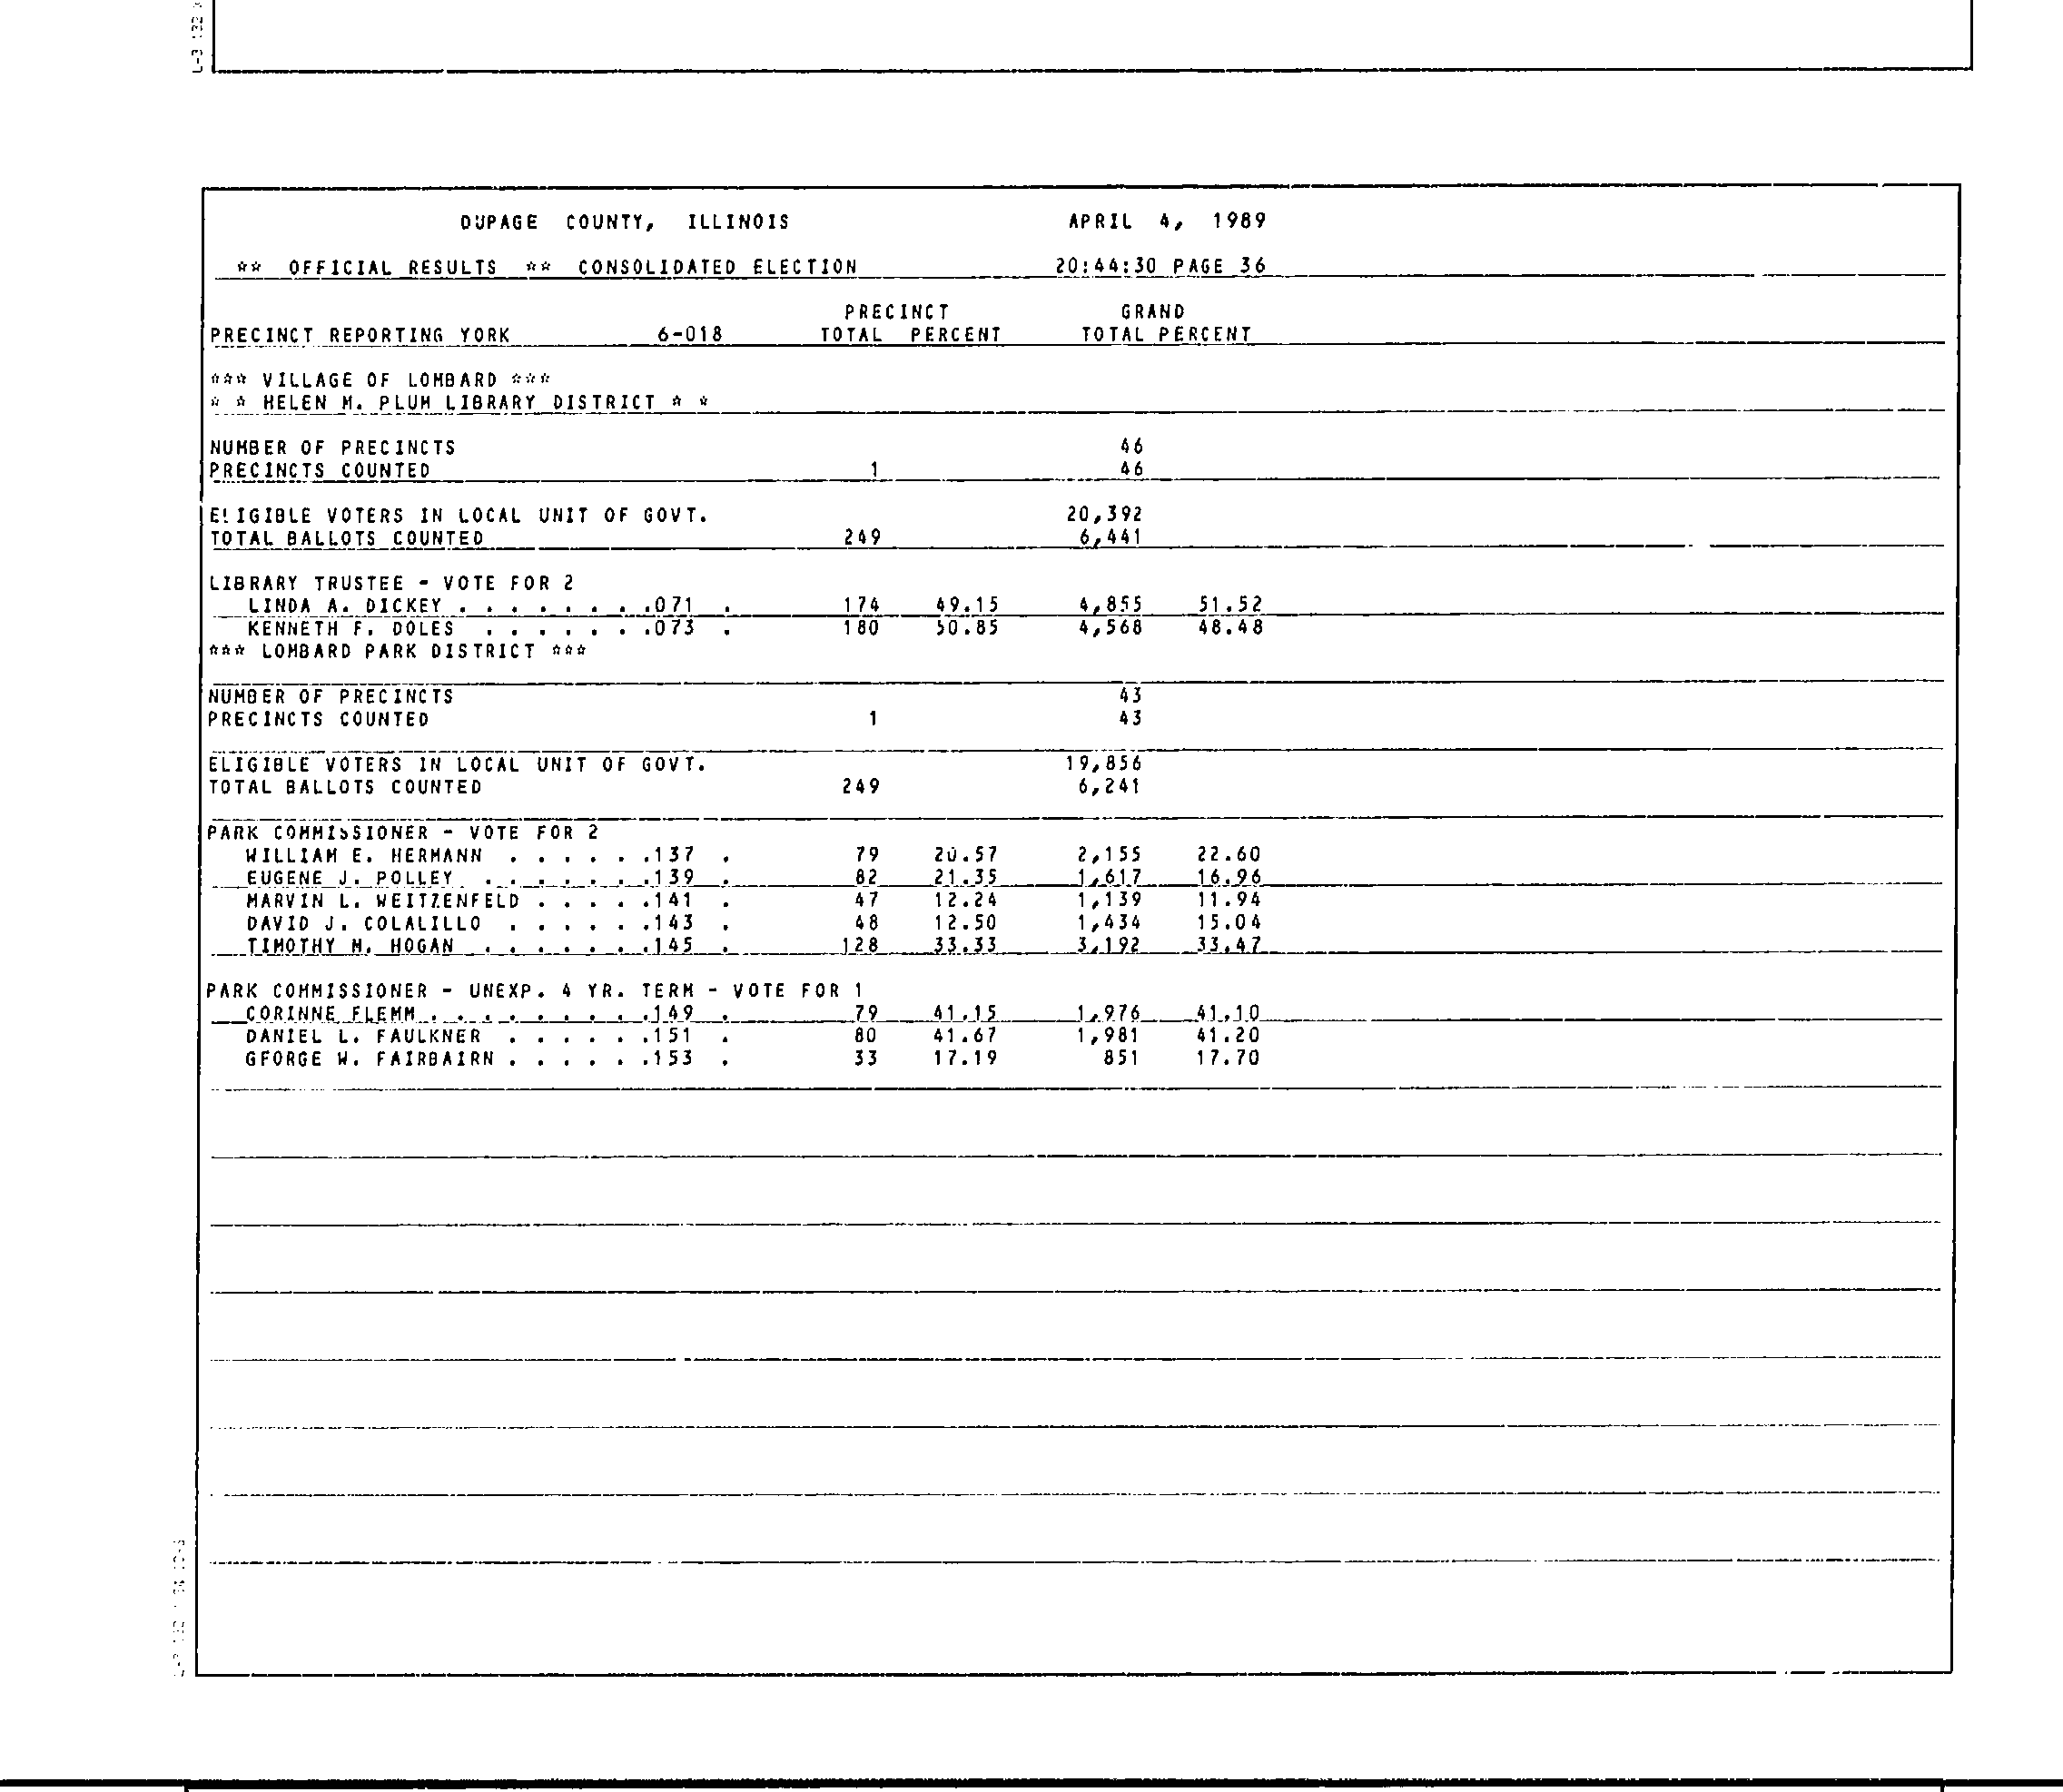 DUPAGE COUNTY, ILLINOIS APRIL 4, 1989
** OFFICIAL RESULTS ** CONSOLIDATED ELECTION 20:44:30 PAGE 36
PRECINCT GRAND
PRECINCT REPORTING YORK 6-018 TOTAL PERCENT TOTAL PERCENT
*** VILLAGE OF LOMBARD ***
* * HELEN M. PLUM LIBRARY DISTRICT * *
NUMBER OF PRECINCTS 46
PRECINCTS COUNTED 1 46
ELIGIBLE VOTERS IN LOCAL UNIT OF GOVT. 20,392
TOTAL BALLOTS COUNTED 249 6,441
LIBRARY TRUSTEE - VOTE FOR 2
LINDA A. DICKEY . . . . . . . .071 . 174 49.15 4,855 51.52
KENNETH F. DOLES . . . . . . .073 . 180 50.85 4,568 48.48
*** LOMBARD PARK DISTRICT ***
NUMBER OF PRECINCTS 43
PRECINCTS COUNTED 1 43
ELIGIBLE VOTERS IN LOCAL UNIT OF GOVT. 19,856
TOTAL BALLOTS COUNTED 249 6,241
PARK COMMISSIONER - VOTE FOR 2
WILLIAM E. HERMANN . . . . . .137 . 79 20.57 2,155 22.60
EUGENE J. POLLEY . . . . . . .139 . 82 21.35 1,617 16.96
MARVIN L. WEITZENFELD . . . . .141 . 47 12.24 1,139 11.94
DAVID J. COLALILLO . . . . . .143 . 48 12.50 1,434 15.04
TIMOTHY M. HOGAN . . . . . . .145 . 128 33.33 3,192 33.47
PARK COMMISSIONER - UNEXP. 4 YR. TERM - VOTE FOR 1
CORINNE FLEMM . . . . . . . . .149 . 79 41.15 1,976 41.10
DANIEL L. FAULKNER . . . . . .151 . 80 41.67 1,981 41.20
GEORGE W. FAIRBAIRN . . . . . .153 . 33 17.19 851 17.70